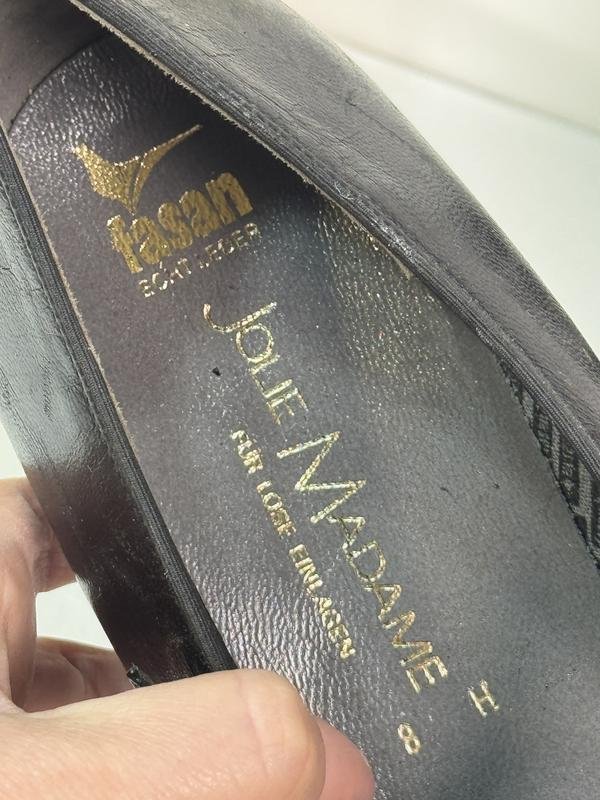 fasan
ECHT LEDER
JOLIE MADAME
FÜR LOSE EINLAGEN
H
8